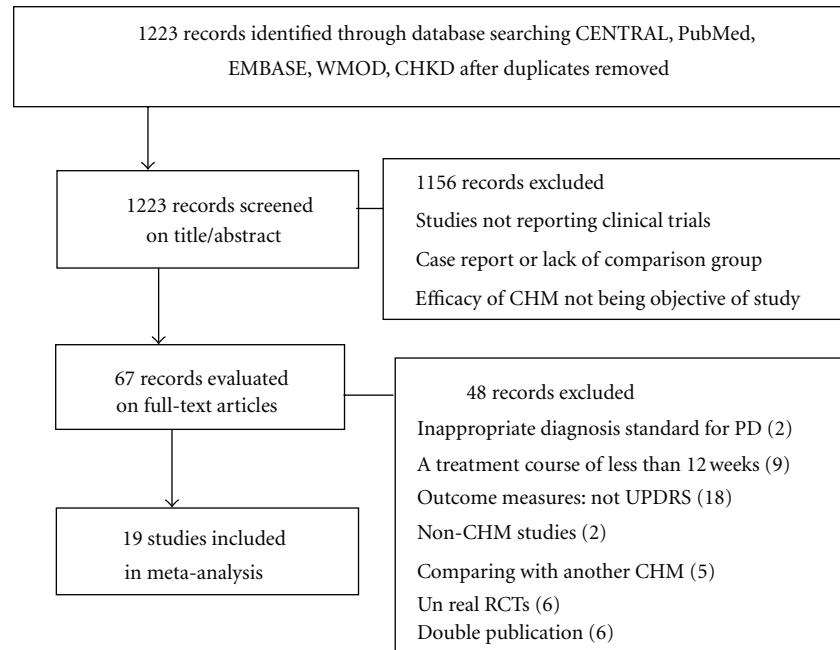 1223 records identified through database searching CENTRAL, PubMed,
EMBASE, WMOD, CHKD after duplicates removed
1223 records screened
on title/abstract
1156 records excluded
Studies not reporting clinical trials
Case report or lack of comparison group
Efficacy of CHM not being objective of study
67 records evaluated
on full-text articles
48 records excluded
Inappropriate diagnosis standard for PD (2)
A treatment course of less than 12 weeks (9)
Outcome measures: not UPDRS (18)
Non-CHM studies (2)
Comparing with another CHM (5)
Un real RCTs (6)
Double publication (6)
19 studies included
in meta-analysis